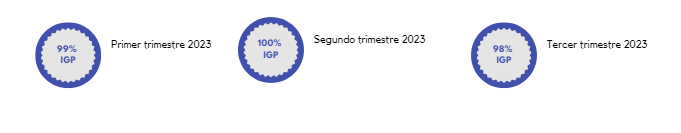 99%
IGP
Primer trimestre 2023
100%
IGP
Segundo trimestre 2023
98%
IGP
Tercer trimestre 2023